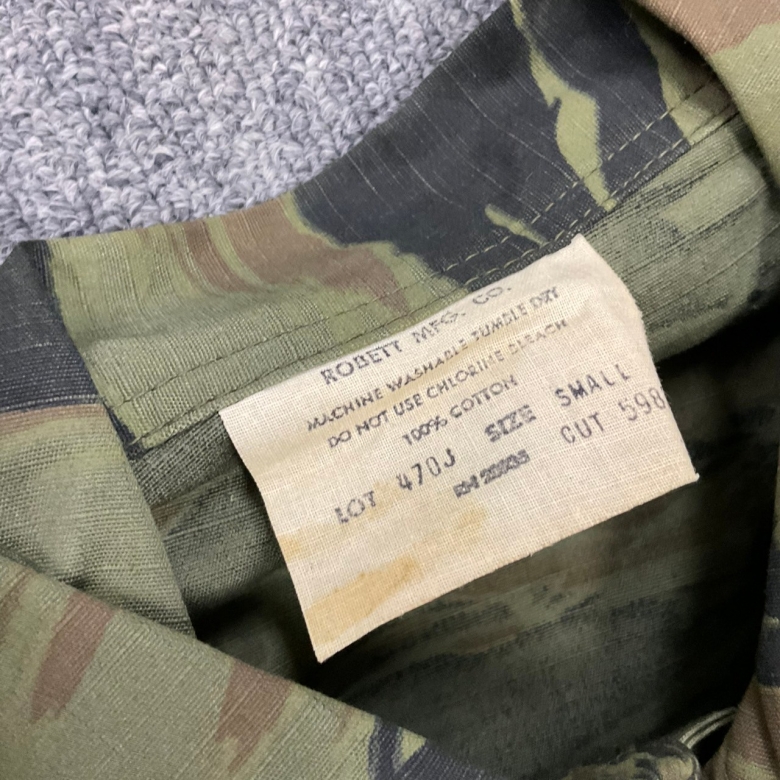 ROBETT MFG. CO.
MACHINE WASHABLE TUMBLE DRY
DO NOT USE CHLORINE BLEACH
100% COTTON
LOT 470J SIZE SMALL
CUT 598